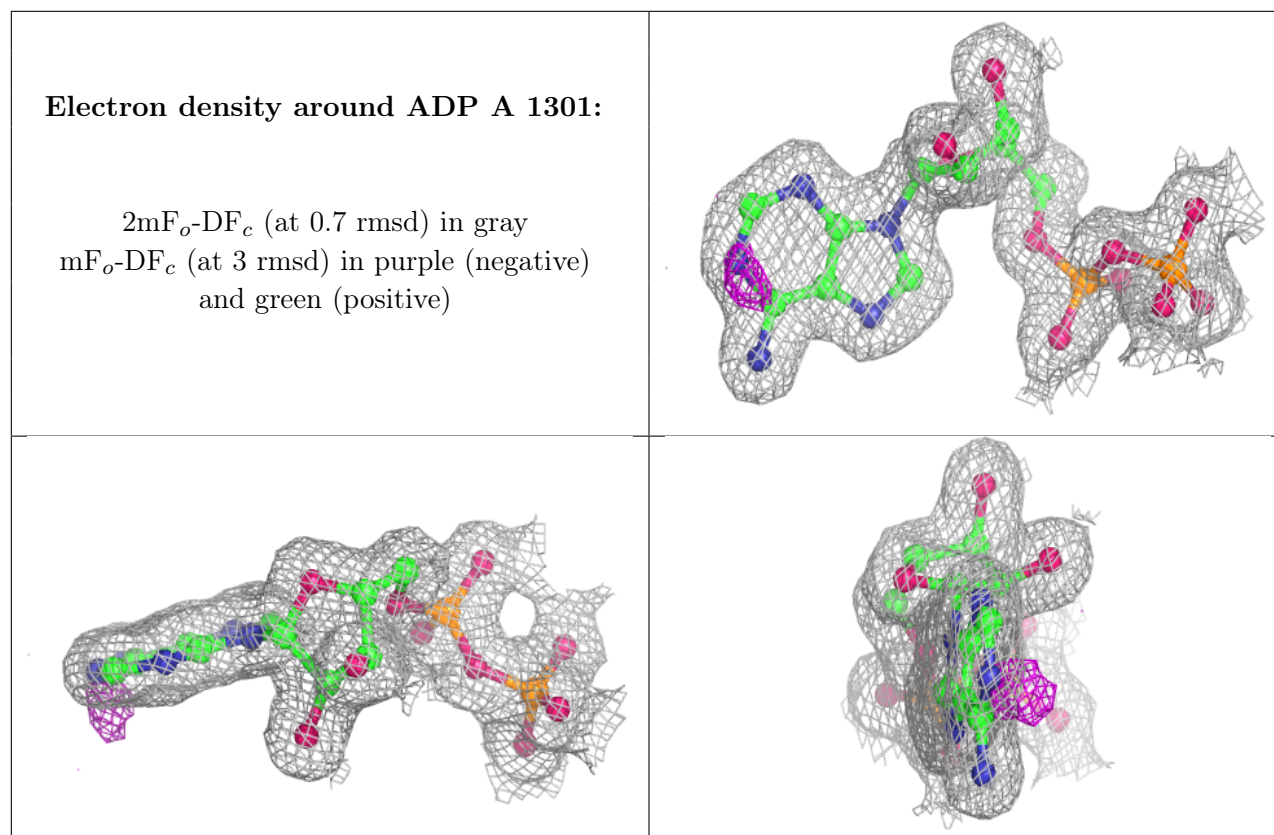 Electron density around ADP A 1301:
2mFₒ-DF𝒸 (at 0.7 rmsd) in gray
mFₒ-DF𝒸 (at 3 rmsd) in purple (negative)
and green (positive)